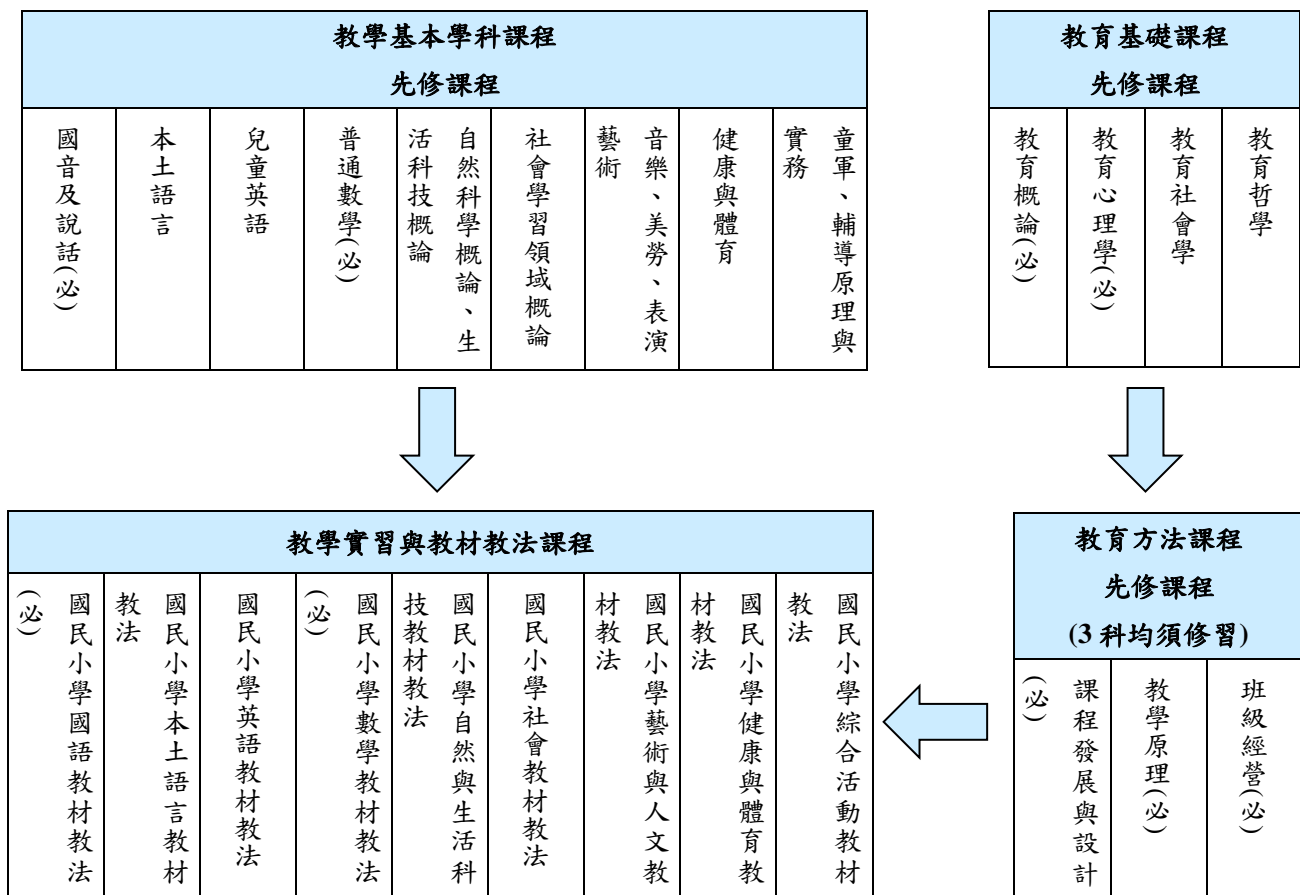 教學基本學科課程
先修課程
國音及說話(必)
本土語言
兒童英語
普通數學(必)
自然科學概論、生
活科技概論
社會學習領域概論
音樂、美勞、表演
藝術
健康與體育
童軍、輔導原理與
實務
教育基礎課程
先修課程
教育概論(必)
教育心理學(必)
教育社會學
教育哲學
教學實習與教材教法課程
國民小學國語教材教法
(必)
國民小學本土語言教材
教法
國民小學英語教材教法
國民小學數學教材教法
(必)
國民小學自然與生活科
技教材教法
國民小學社會教材教法
國民小學藝術與人文教
材教法
國民小學健康與體育教
材教法
國民小學綜合活動教材
教法
教育方法課程
先修課程
(3 科均須修習)
課程發展與設計
(必)
教學原理(必)
班級經營(必)